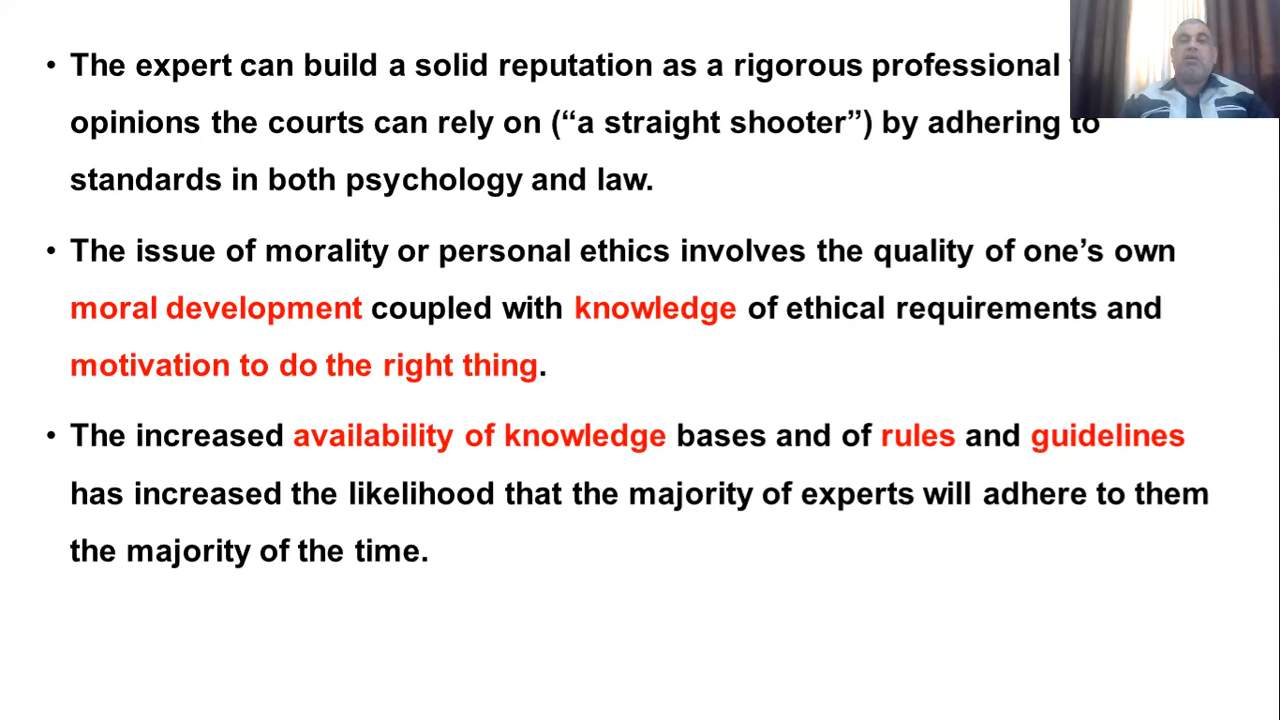 • The expert can build a solid reputation as a rigorous professional
opinions the courts can rely on (“a straight shooter”) by adhering to
standards in both psychology and law.
• The issue of morality or personal ethics involves the quality of one’s own
moral development coupled with knowledge of ethical requirements and
motivation to do the right thing.
• The increased availability of knowledge bases and of rules and guidelines
has increased the likelihood that the majority of experts will adhere to them
the majority of the time.